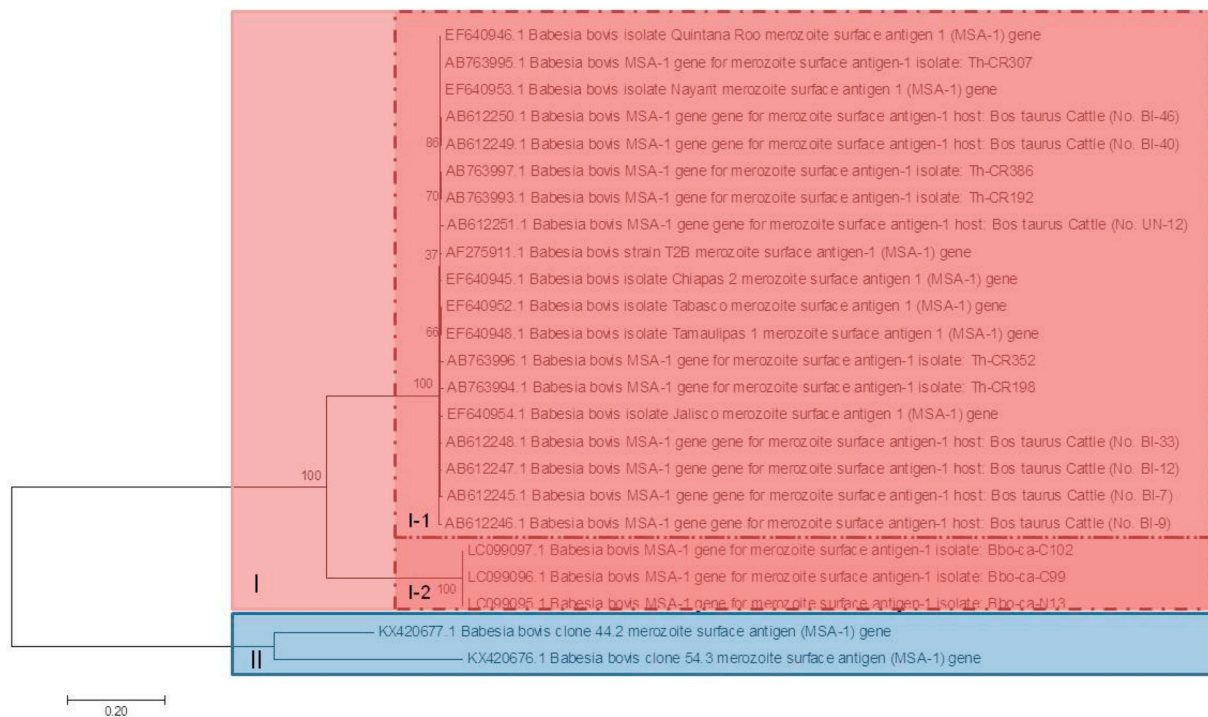 EF640946.1 Babesia bovis isolate Quintana Roo merozoite surface antigen 1 (MSA-1) gene
AB763995.1 Babesia bovis MSA-1 gene for merozoite surface antigen-1 isolate: Th-CR307
EF640953.1 Babesia bovis isolate Nayarit merozoite surface antigen 1 (MSA-1) gene
AB612250.1 Babesia bovis MSA-1 gene gene for merozoite surface antigen-1 host: Bos taurus Cattle (No. BI-46)
86
AB612249.1 Babesia bovis MSA-1 gene gene for merozoite surface antigen-1 host: Bos taurus Cattle (No. BI-40)
AB763997.1 Babesia bovis MSA-1 gene for merozoite surface antigen-1 isolate: Th-CR386
70
AB763993.1 Babesia bovis MSA-1 gene for merozoite surface antigen-1 isolate: Th-CR192
AB612251.1 Babesia bovis MSA-1 gene gene for merozoite surface antigen-1 host: Bos taurus Cattle (No. UN-12)
37
AF275911.1 Babesia bovis strain T2B merozoite surface antigen-1 (MSA-1) gene
EF640945.1 Babesia bovis isolate Chiapas 2 merozoite surface antigen 1 (MSA-1) gene
EF640952.1 Babesia bovis isolate Tabasco merozoite surface antigen 1 (MSA-1) gene
66
EF640948.1 Babesia bovis isolate Tamaulipas 1 merozoite surface antigen 1 (MSA-1) gene
AB763996.1 Babesia bovis MSA-1 gene for merozoite surface antigen-1 isolate: Th-CR352
100
AB763994.1 Babesia bovis MSA-1 gene for merozoite surface antigen-1 isolate: Th-CR198
EF640954.1 Babesia bovis isolate Jalisco merozoite surface antigen 1 (MSA-1) gene
AB612248.1 Babesia bovis MSA-1 gene gene for merozoite surface antigen-1 host: Bos taurus Cattle (No. BI-33)
100
AB612247.1 Babesia bovis MSA-1 gene gene for merozoite surface antigen-1 host: Bos taurus Cattle (No. BI-12)
AB612245.1 Babesia bovis MSA-1 gene gene for merozoite surface antigen-1 host: Bos taurus Cattle (No. BI-7)
I-1
AB612246.1 Babesia bovis MSA-1 gene gene for merozoite surface antigen-1 host: Bos taurus Cattle (No. BI-9)
LC099097.1 Babesia bovis MSA-1 gene for merozoite surface antigen-1 isolate: Bbo-ca-C102
I
I-2
100
LC099096.1 Babesia bovis MSA-1 gene for merozoite surface antigen-1 isolate: Bbo-ca-C99
LC099095.1 Babesia bovis MSA-1 gene for merozoite surface antigen-1 isolate: Bbo-ca-N13
KX420677.1 Babesia bovis clone 44.2 merozoite surface antigen (MSA-1) gene
II
KX420676.1 Babesia bovis clone 54.3 merozoite surface antigen (MSA-1) gene
0.20